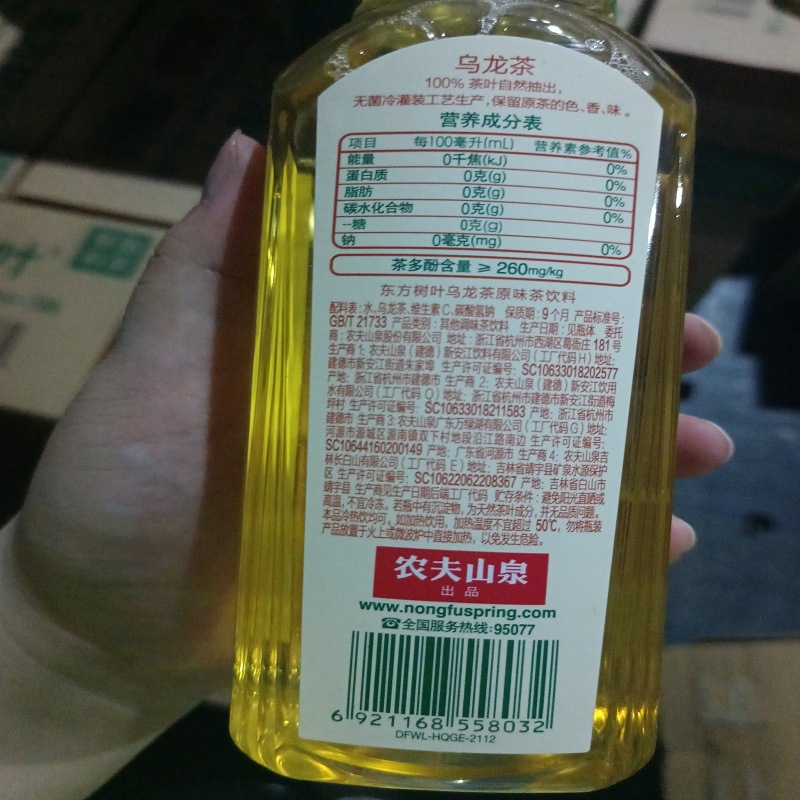 乌龙茶
100% 茶叶自然抽出，
无菌冷灌装工艺生产，保留原茶的色、香、味。
营养成分表
项目 每100毫升(mL) 营养素参考值%
能量 0千焦(kJ) 0%
蛋白质 0克(g) 0%
脂肪 0克(g) 0%
碳水化合物 0克(g) 0%
--糖 0克(g)
钠 0毫克(mg) 0%
茶多酚含量 ≥ 260mg/kg
东方树叶乌龙茶原味茶饮料
配料表：水、乌龙茶、维生素C、碳酸氢钠 保质期：9个月 产品标准号：
GB/T 21733 产品类别：其他调味茶饮料 生产日期：见瓶体 委托
商：农夫山泉股份有限公司 地址：浙江省杭州市西湖区葛衙庄 181号
生产商 1：农夫山泉（建德）新安江饮料有限公司（工厂代码H）地址：
建德市新安江街道朱家埠 生产许可证编号：SC10633018202577
产地：浙江省杭州市建德市 生产商 2：农夫山泉（建德）新安江饮用
水有限公司（工厂代码 Q）地址：浙江省杭州市建德市新安江街道梅
坪村 生产许可证编号：SC10633018211583 产地：浙江省杭州市
建德市 生产商 3：农夫山泉广东万绿湖有限公司（工厂代码G）地址：
河源市源城区源南镇双下村地段沿江路南边 生产许可证编号：
SC10644160200149 产地：广东省河源市 生产商 4：农夫山泉吉
林长白山有限公司（工厂代码 E）地址：吉林省靖宇县矿泉水源保护
区 生产许可证编号：SC10622062208367 产地：吉林省白山市
靖宇县 生产商见生产日期后端工厂代码 贮存条件：避免阳光直晒或
高温，不宜冷冻。若瓶中有沉淀物，为天然茶叶成分，并无品质问题。
本品冷热饮均可。如加热饮用，加热温度不宜超过 50℃，勿将瓶装
产品放置于火上或微波炉中直接加热，以免发生危险。
农夫山泉
出品
www.nongfuspring.com
☎全国服务热线：95077
6 921168 558032
DFWL-HQGE-2112
叶